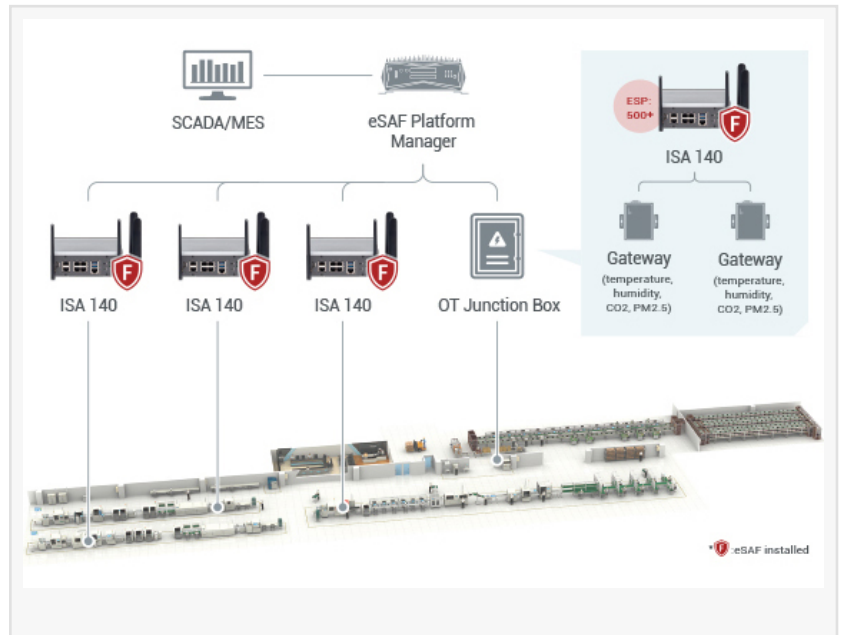 SCADA/MES
eSAF Platform
Manager
ESP:
500+
F
ISA 140
Gateway
(temperature,
humidity,
CO2, PM2.5)
Gateway
(temperature,
humidity,
CO2, PM2.5)
F
ISA 140
F
ISA 140
F
ISA 140
OT Junction Box
*F:eSAF installed